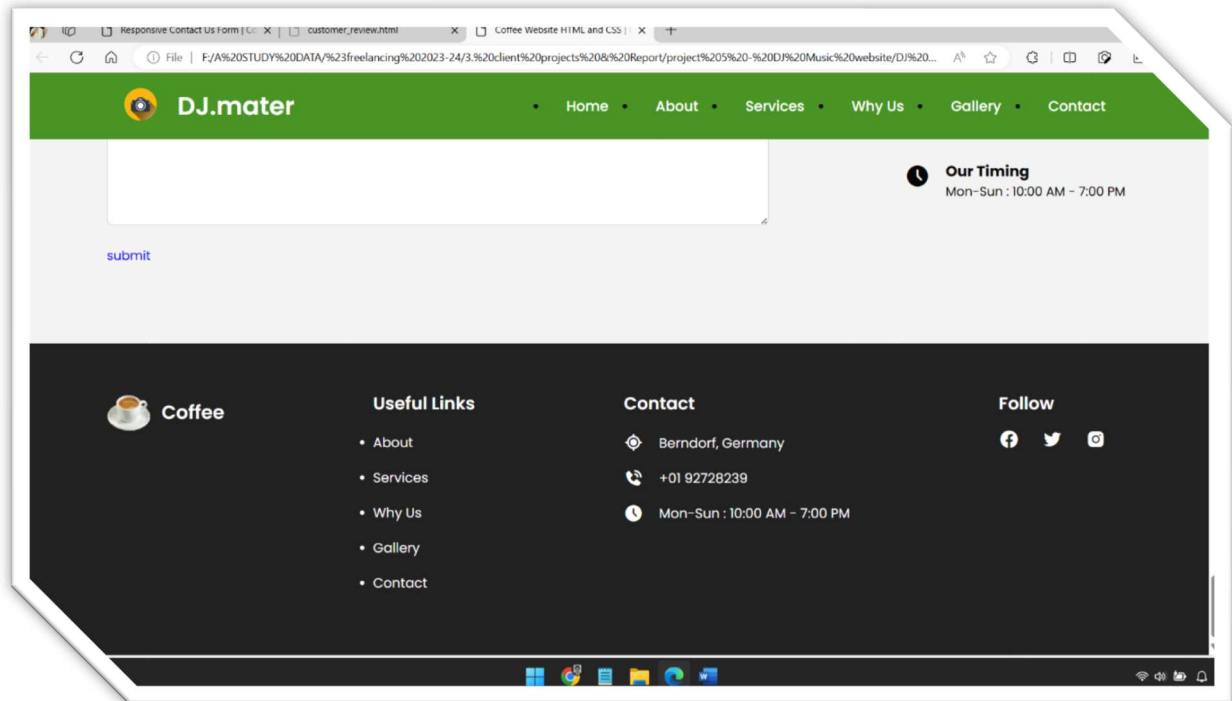 Responsive Contact Us Form | Co
customer_review.html
Coffee Website HTML and CSS |
File | F:/A%20STUDY%20DATA/%23freelancing%202023-24/3.%20client%20projects%20&%20Report/project%205%20-%20DJ%20Music%20website/DJ%20...
DJ.mater
Home
About
Services
Why Us
Gallery
Contact
Our Timing
Mon-Sun : 10:00 AM - 7:00 PM
submit
Coffee
Useful Links
• About
• Services
• Why Us
• Gallery
• Contact
Contact
Berndorf, Germany
+01 92728239
Mon-Sun : 10:00 AM - 7:00 PM
Follow